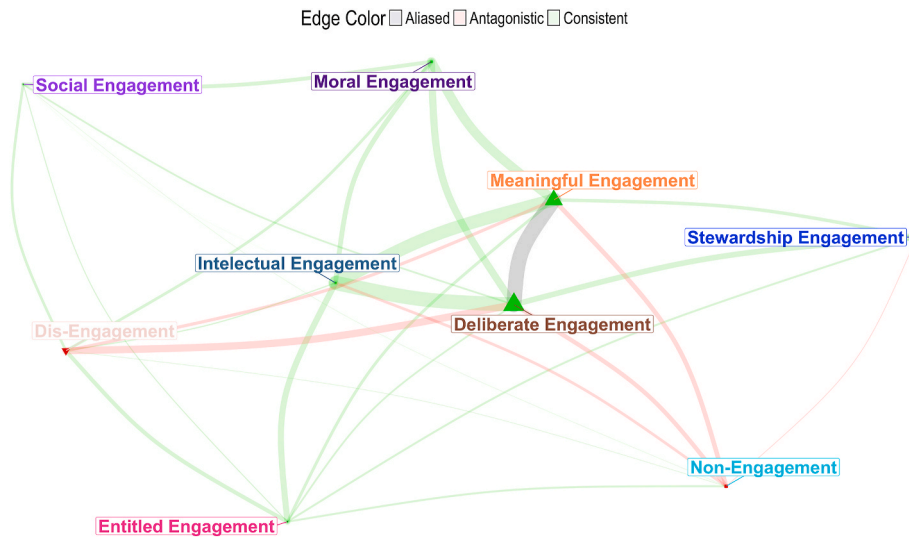 Edge Color Aliased Antagonistic Consistent
Social Engagement
Moral Engagement
Meaningful Engagement
Stewardship Engagement
Intelectual Engagement
Deliberate Engagement
Dis-Engagement
Non-Engagement
Entitled Engagement